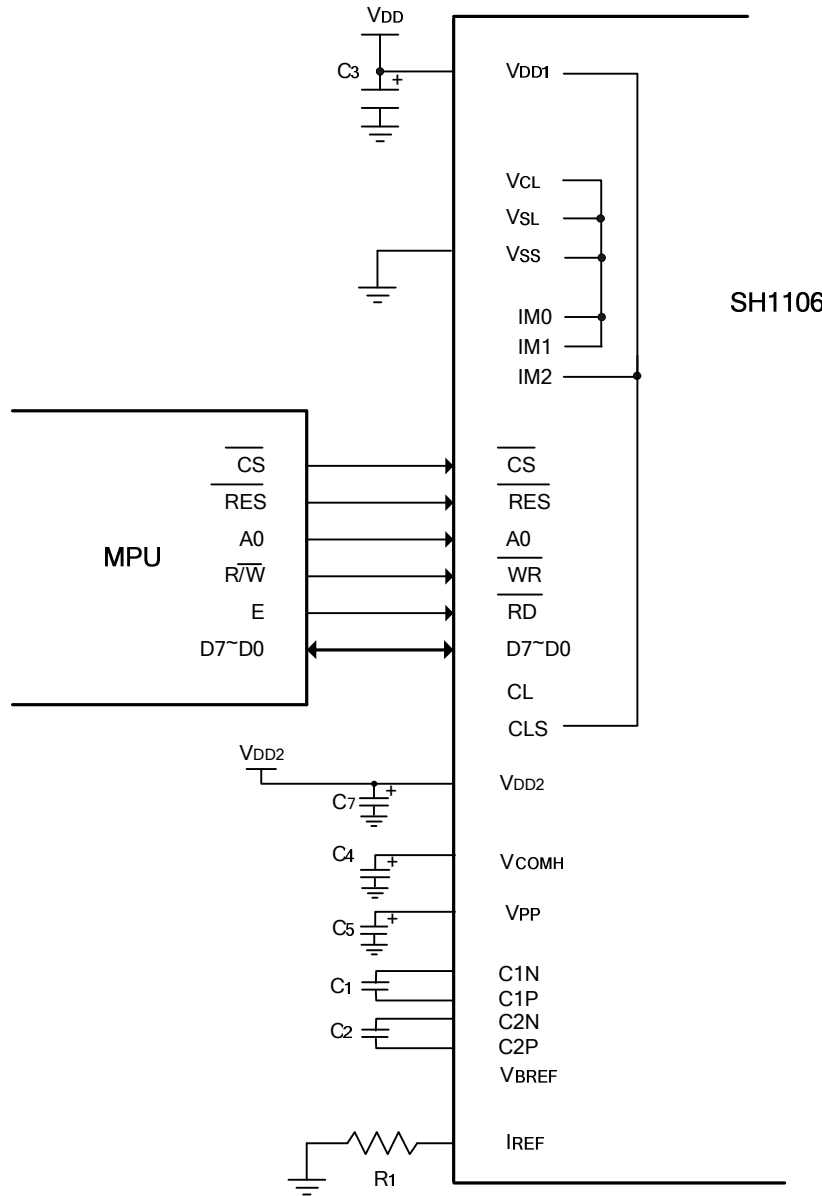 VDD
C3 +
VDD1
VCL
VSL
VSS
SH1106
IM0
IM1
IM2
CS CS
RES RES
A0 A0
MPU
R/W WR
E RD
D7~D0 D7~D0
CL
CLS
VDD2
VDD2
C7 +
C4 +
VCOMH
VPP
C5 +
C1N
C1
C1P
C2N
C2
C2P
VBREF
IREF
R1